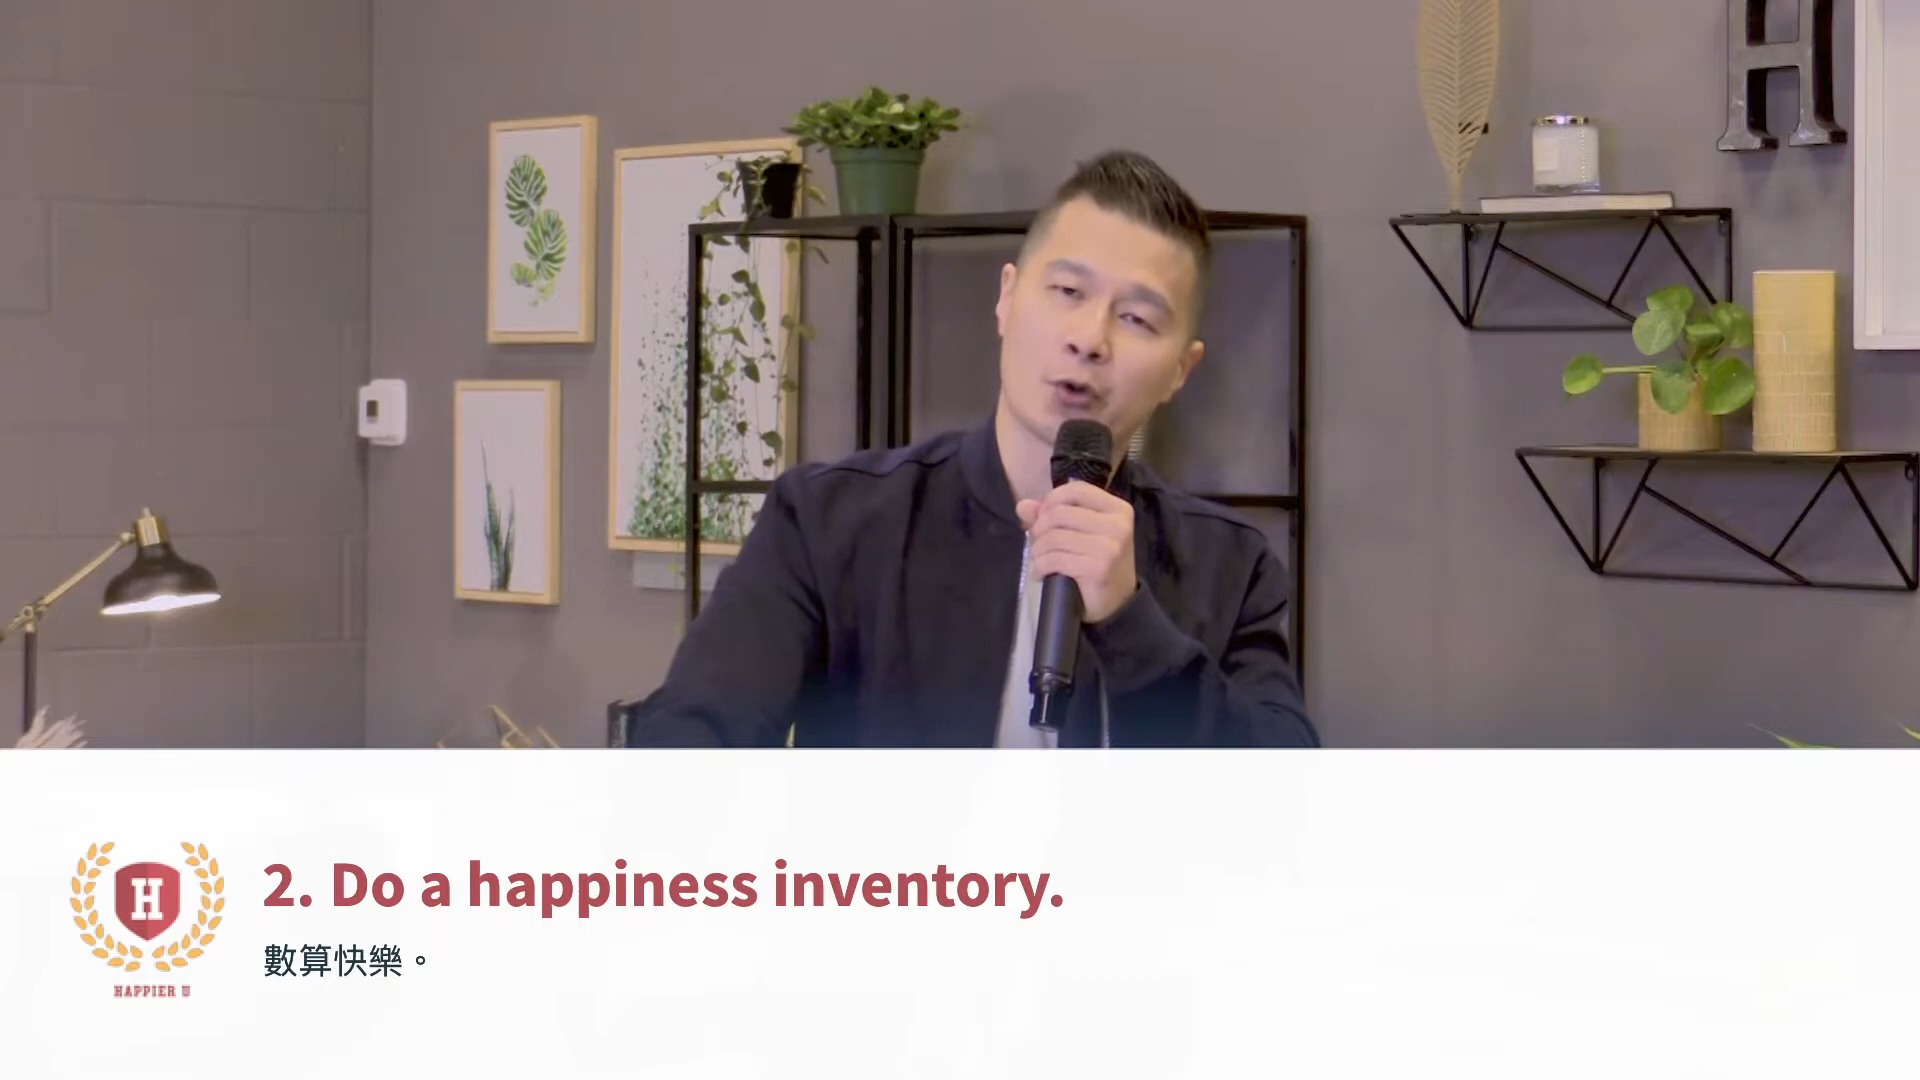 H
2. Do a happiness inventory.
數算快樂。
H
HAPPIER U